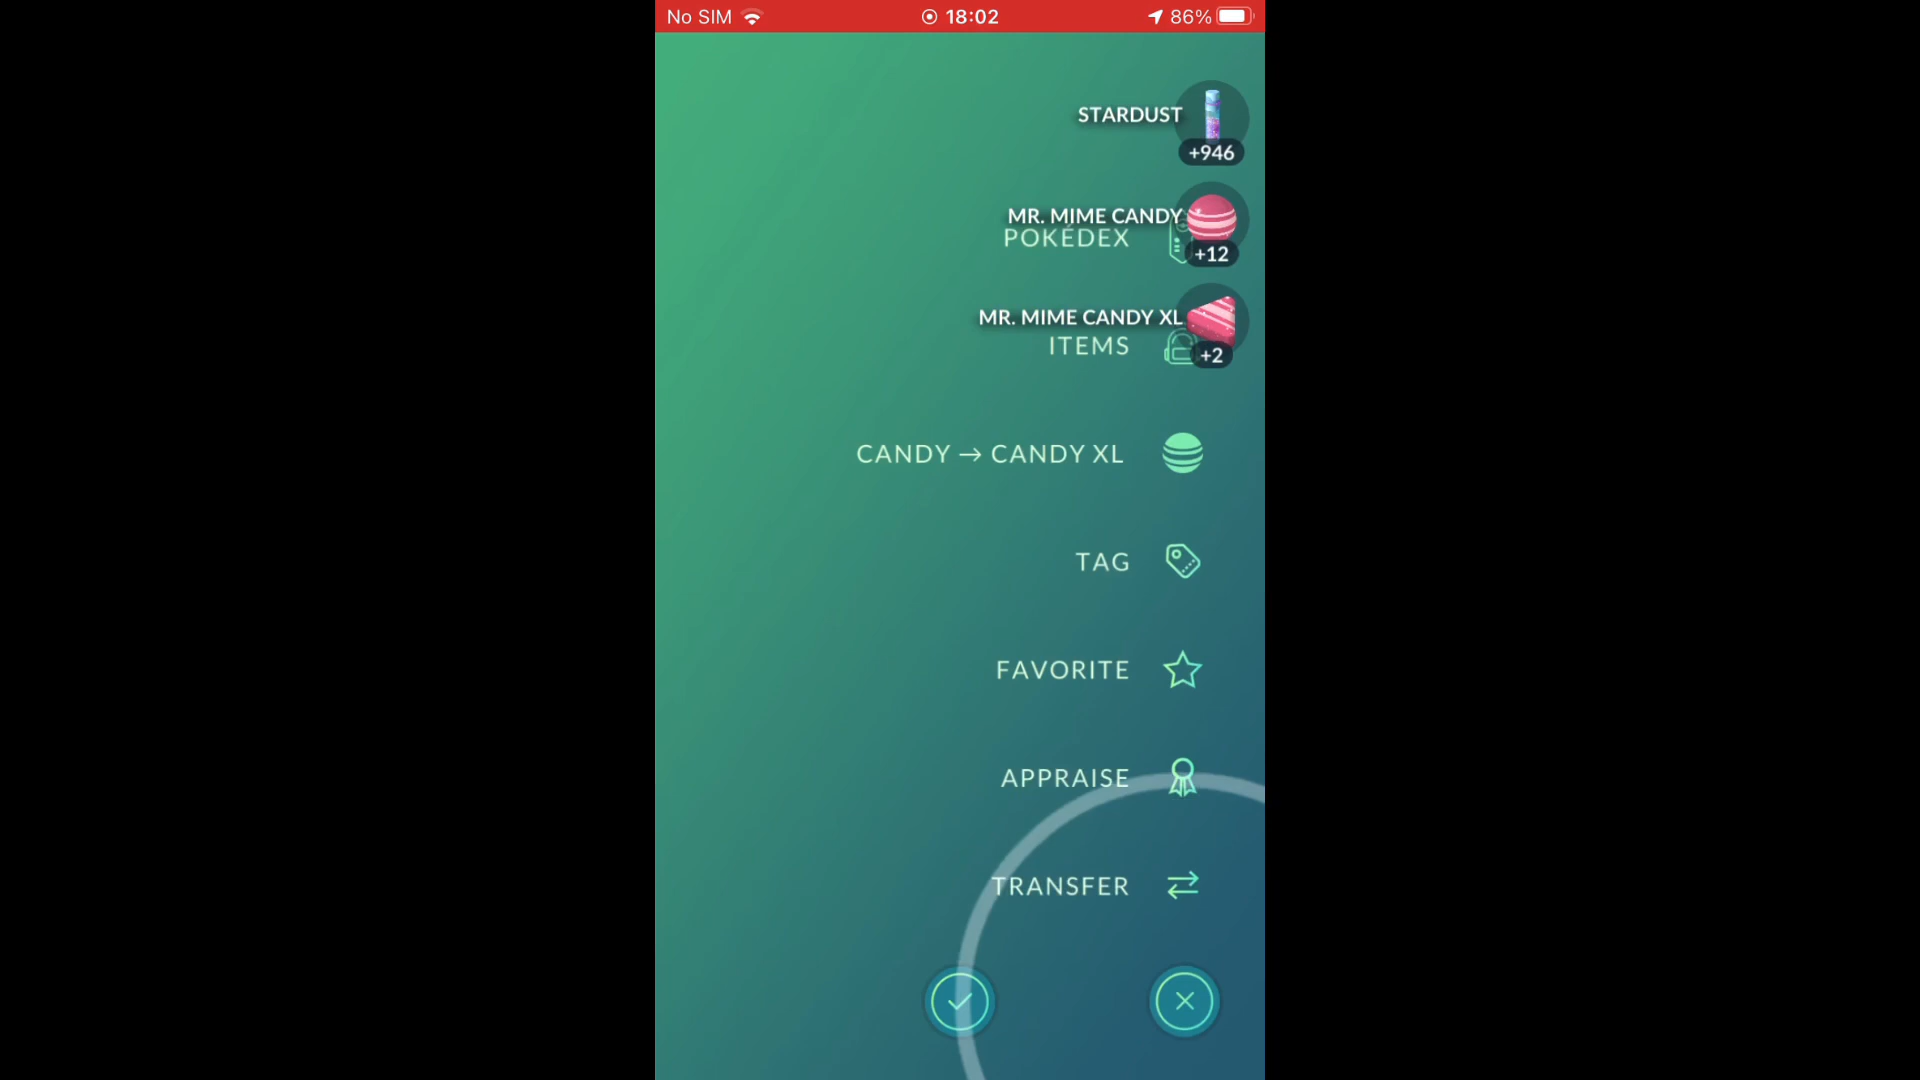 No SIM 18:02 86%
STARDUST
+946
MR. MIME CANDY
+12
POKÉDEX
MR. MIME CANDY XL
+2
ITEMS
CANDY → CANDY XL
TAG
FAVORITE
APPRAISE
TRANSFER